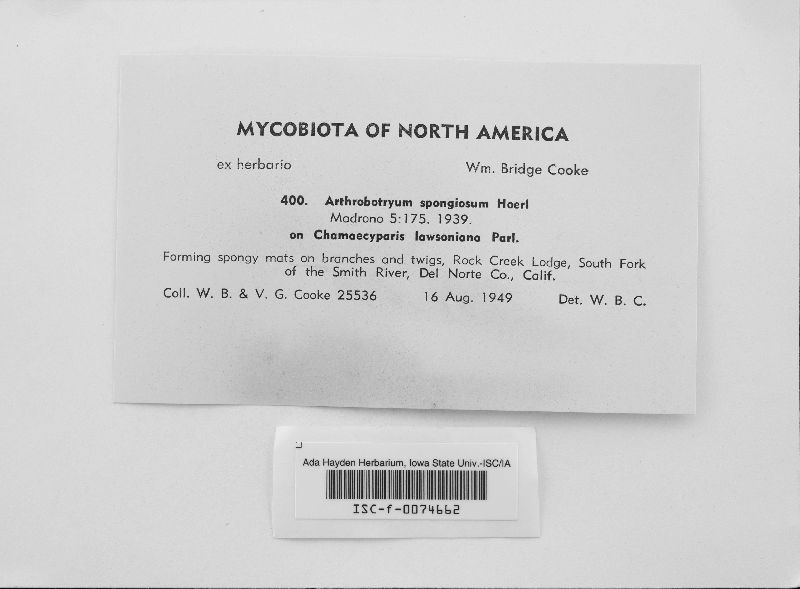 MYCOBIOTA OF NORTH AMERICA
ex herbario Wm. Bridge Cooke
400. Arthrobotryum spongiosum Hoerl
Madrono 5:175. 1939.
on Chamaecyparis lawsoniana Parl.
Forming spongy mats on branches and twigs, Rock Creek Lodge, South Fork
of the Smith River, Del Norte Co., Calif.
Coll. W. B. & V. G. Cooke 25536 16 Aug. 1949 Det. W. B. C.
Ada Hayden Herbarium, Iowa State Univ.-ISC/IA
ISC-f-0074662